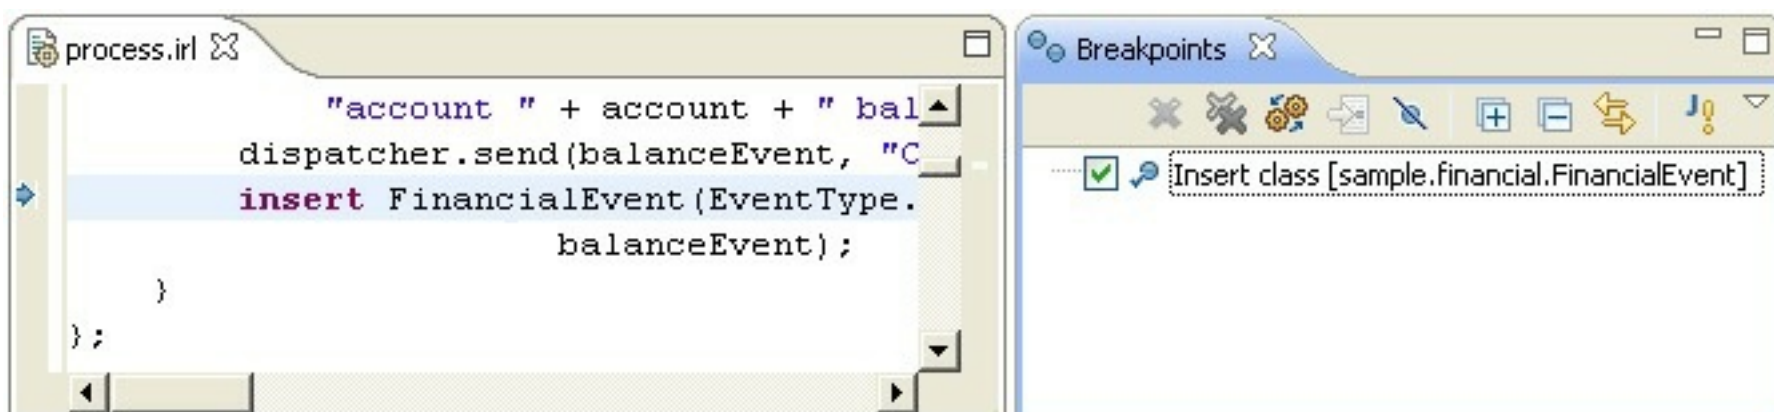 process.irl
"account " + account + " bal
dispatcher.send(balanceEvent, "C
insert FinancialEvent(EventType.
balanceEvent);
}
};
Breakpoints
Insert class [sample.financial.FinancialEvent]